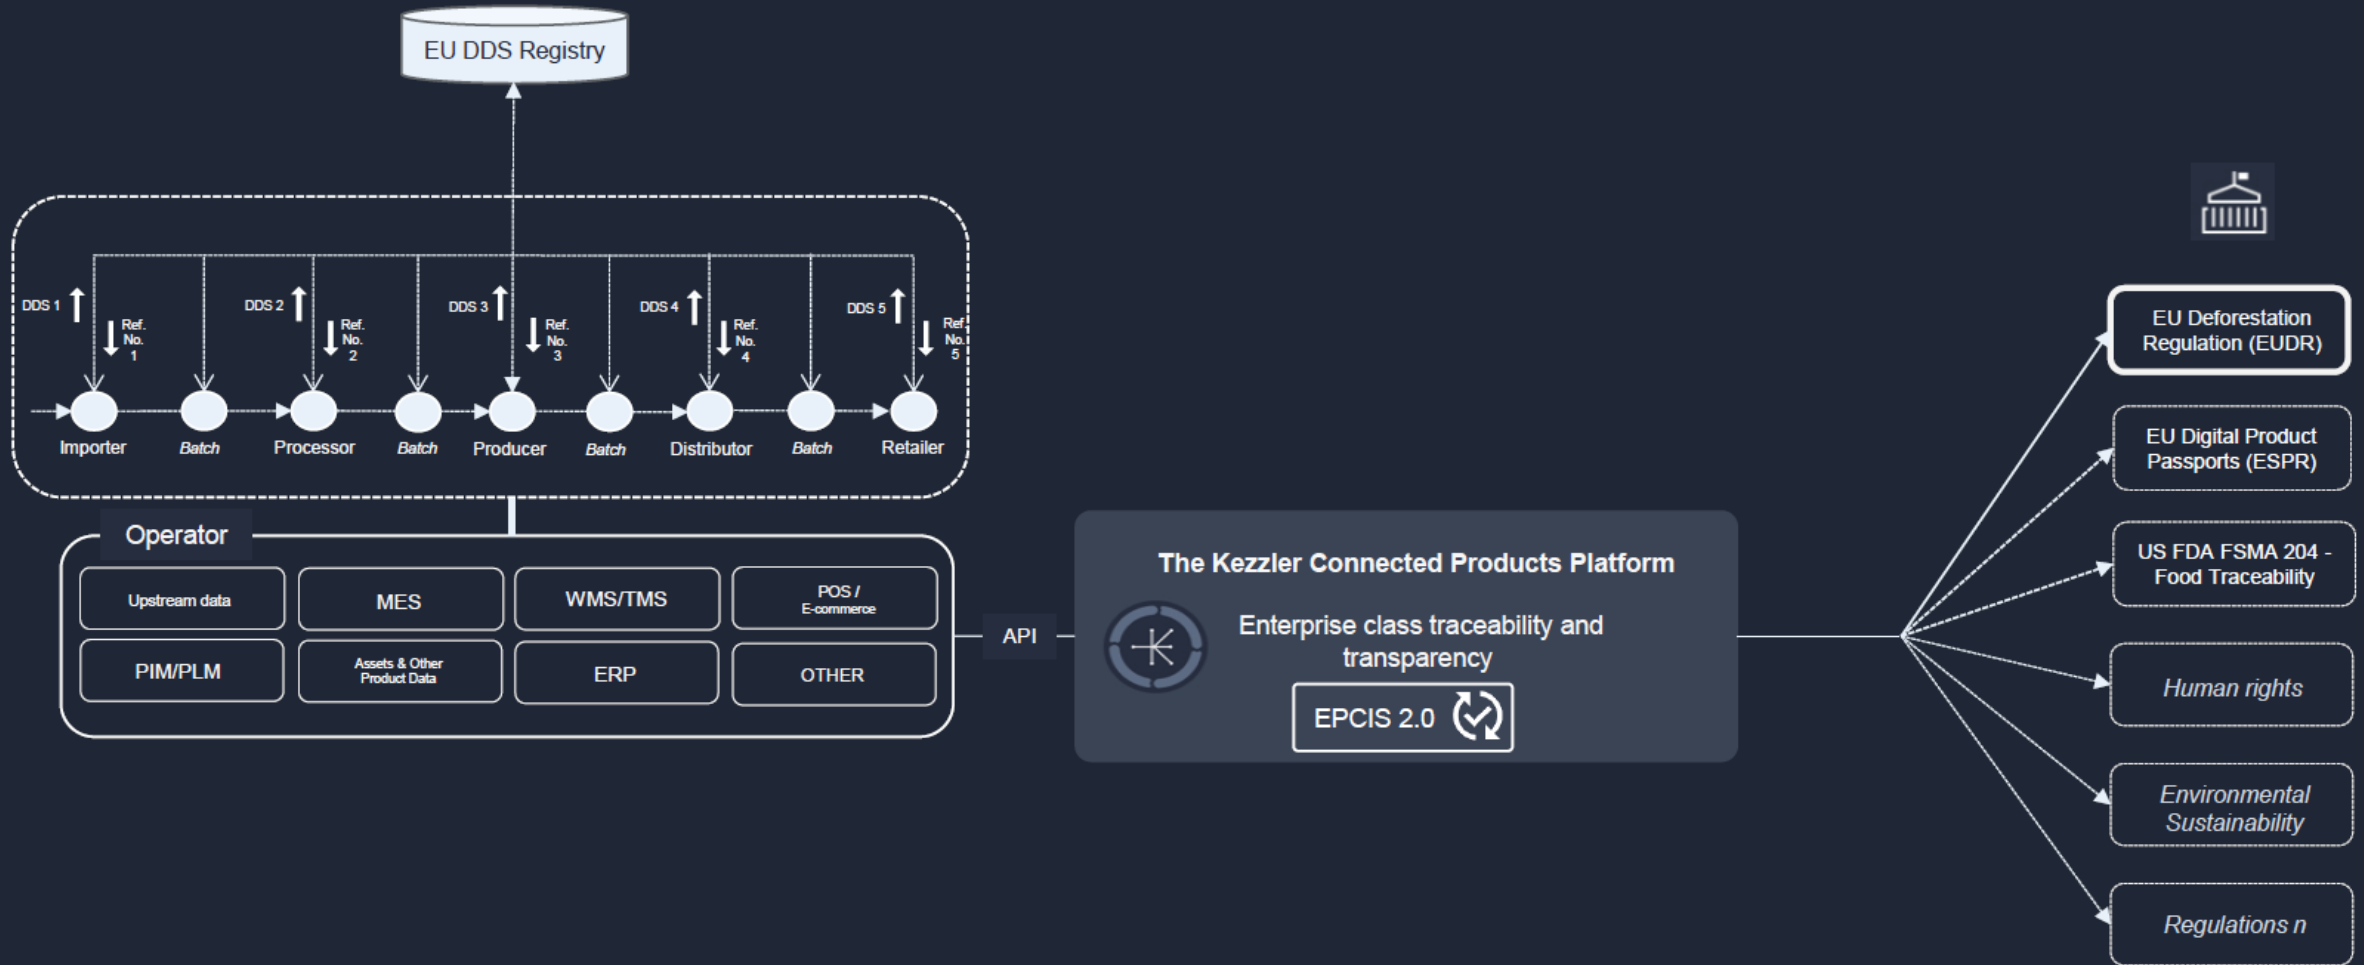 EU DDS Registry
DDS 1
Ref.
No.
1
DDS 2
Ref.
No.
2
DDS 3
Ref.
No.
3
DDS 4
Ref.
No.
4
DDS 5
Ref.
No.
5
Importer
Batch
Processor
Batch
Producer
Batch
Distributor
Batch
Retailer
Operator
Upstream data
MES
WMS/TMS
POS /
E-commerce
PIM/PLM
Assets & Other
Product Data
ERP
OTHER
API
The Kezzler Connected Products Platform
Enterprise class traceability and
transparency
EPCIS 2.0
EU Deforestation
Regulation (EUDR)
EU Digital Product
Passports (ESPR)
US FDA FSMA 204 -
Food Traceability
Human rights
Environmental
Sustainability
Regulations n